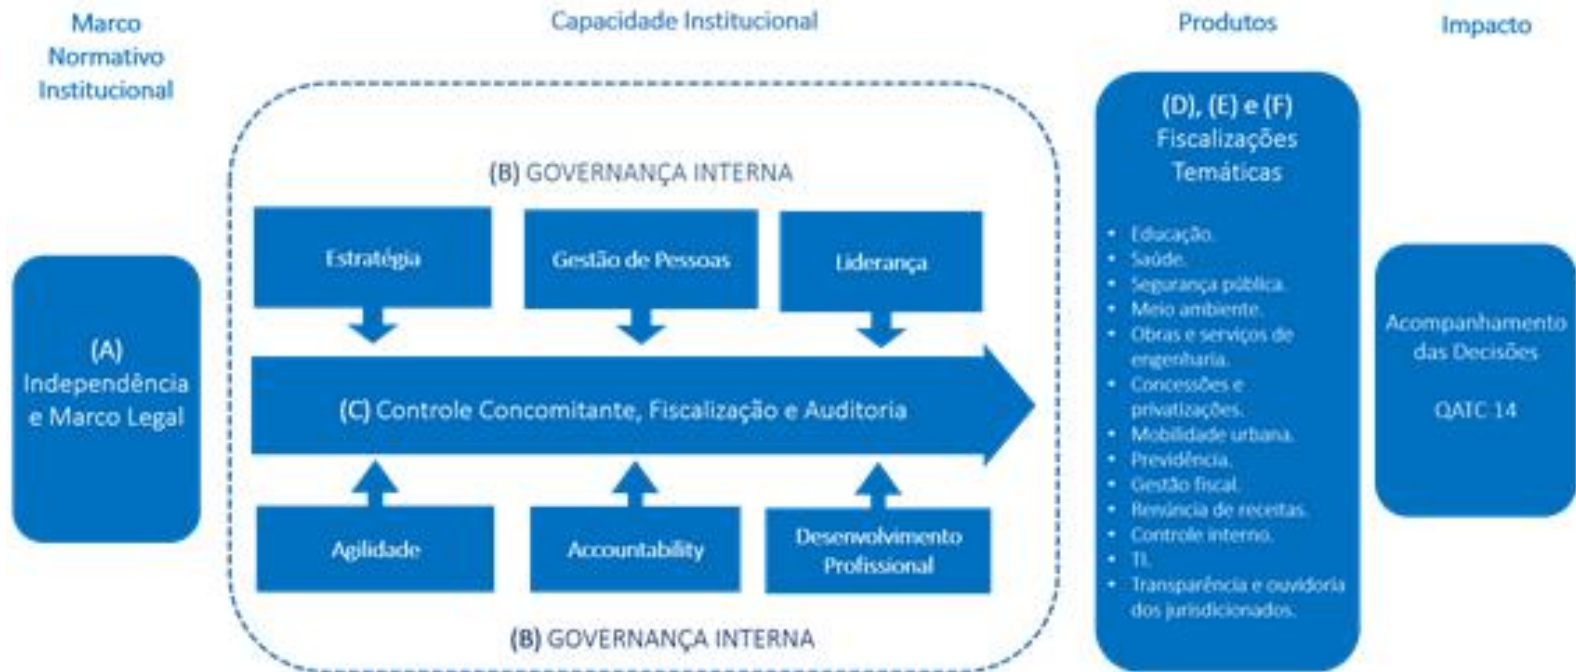 Marco
Normativo
Institucional
Capacidade Institucional
Produtos
Impacto
(A)
Independência
e Marco Legal
(B) GOVERNANÇA INTERNA
Estratégia
Gestão de Pessoas
Liderança
(C) Controle Concomitante, Fiscalização e Auditoria
Agilidade
Accountability
Desenvolvimento
Profissional
(B) GOVERNANÇA INTERNA
(D), (E) e (F)
Fiscalizações
Temáticas
• Educação.
• Saúde.
• Segurança pública.
• Meio ambiente.
• Obras e serviços de
engenharia.
• Concessões e
privatizações.
• Mobilidade urbana.
• Previdência.
• Gestão fiscal.
• Renúncia de receitas.
• Controle interno.
• TI.
• Transparência e ouvidoria
dos jurisdicionados.
Acompanhamento
das Decisões
QATC 14